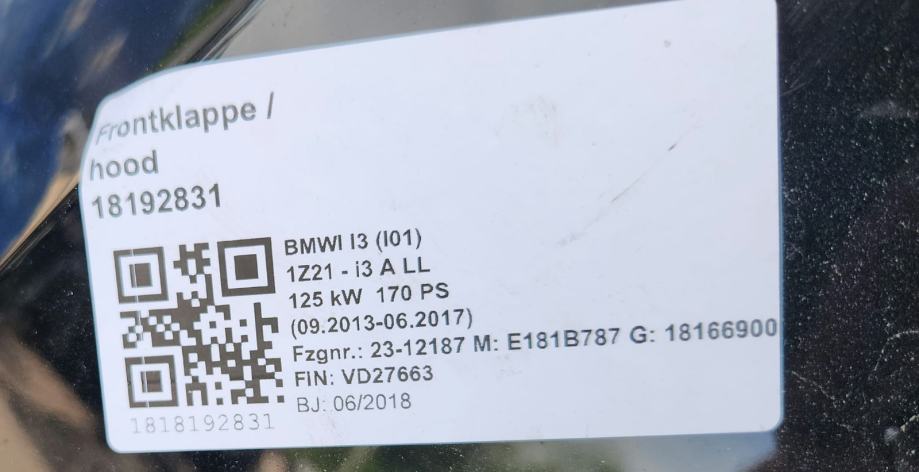 Frontklappe /
hood
18192831
BMWI I3 (I01)
1Z21 - i3 A LL
125 kW 170 PS
(09.2013-06.2017)
Fzgnr.: 23-12187 M: E181B787 G: 18166900
FIN: VD27663
BJ: 06/2018
1818192831